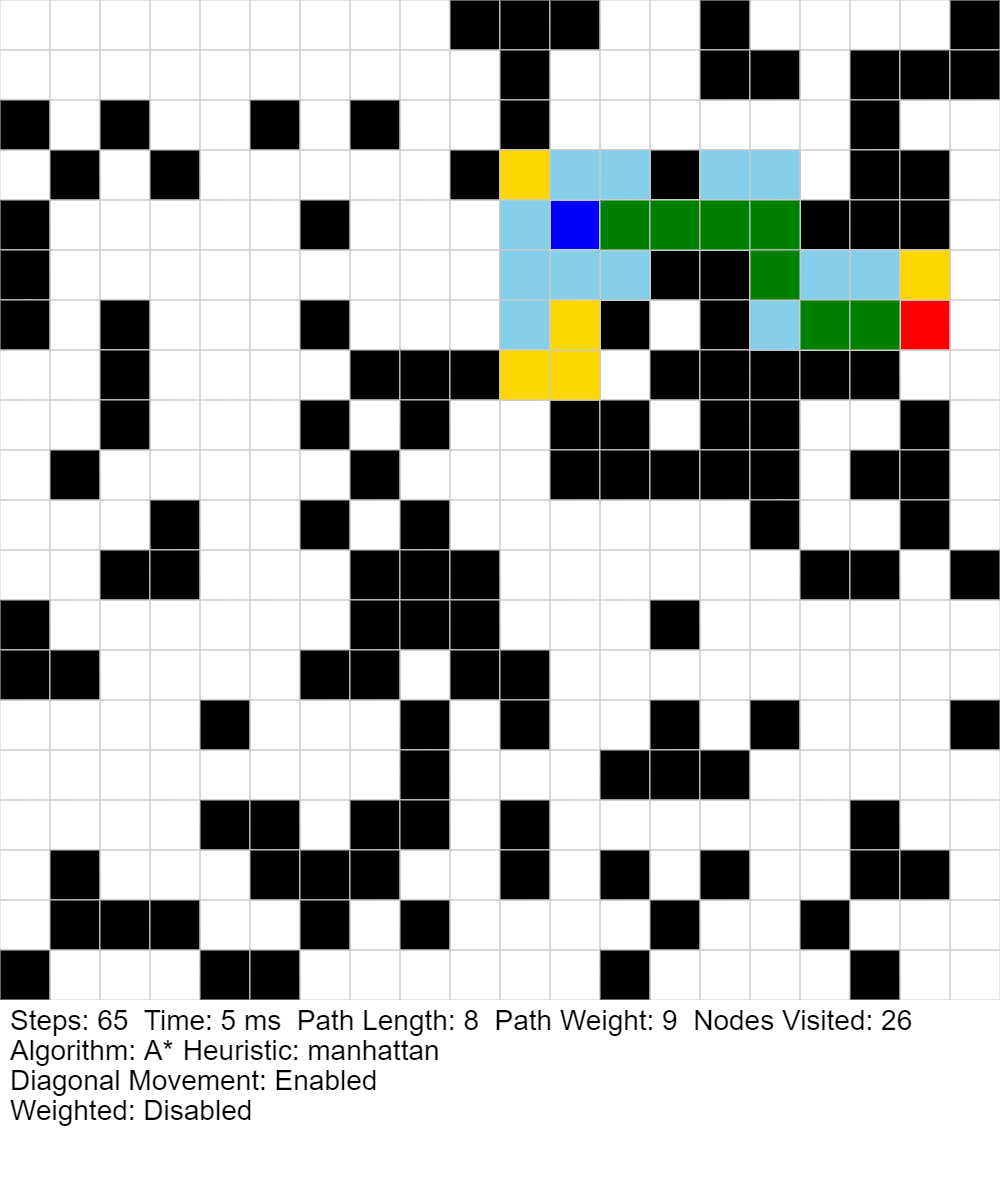 Steps: 65  Time: 5 ms  Path Length: 8  Path Weight: 9  Nodes Visited: 26
Algorithm: A* Heuristic: manhattan
Diagonal Movement: Enabled
Weighted: Disabled